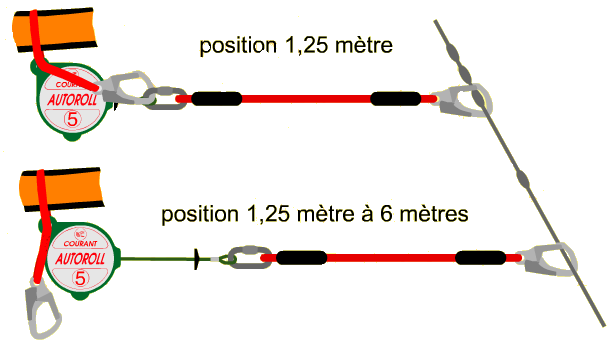 position 1,25 mètre
COURANT
AUTOROLL
5
position 1,25 mètre à 6 mètres
COURANT
AUTOROLL
5